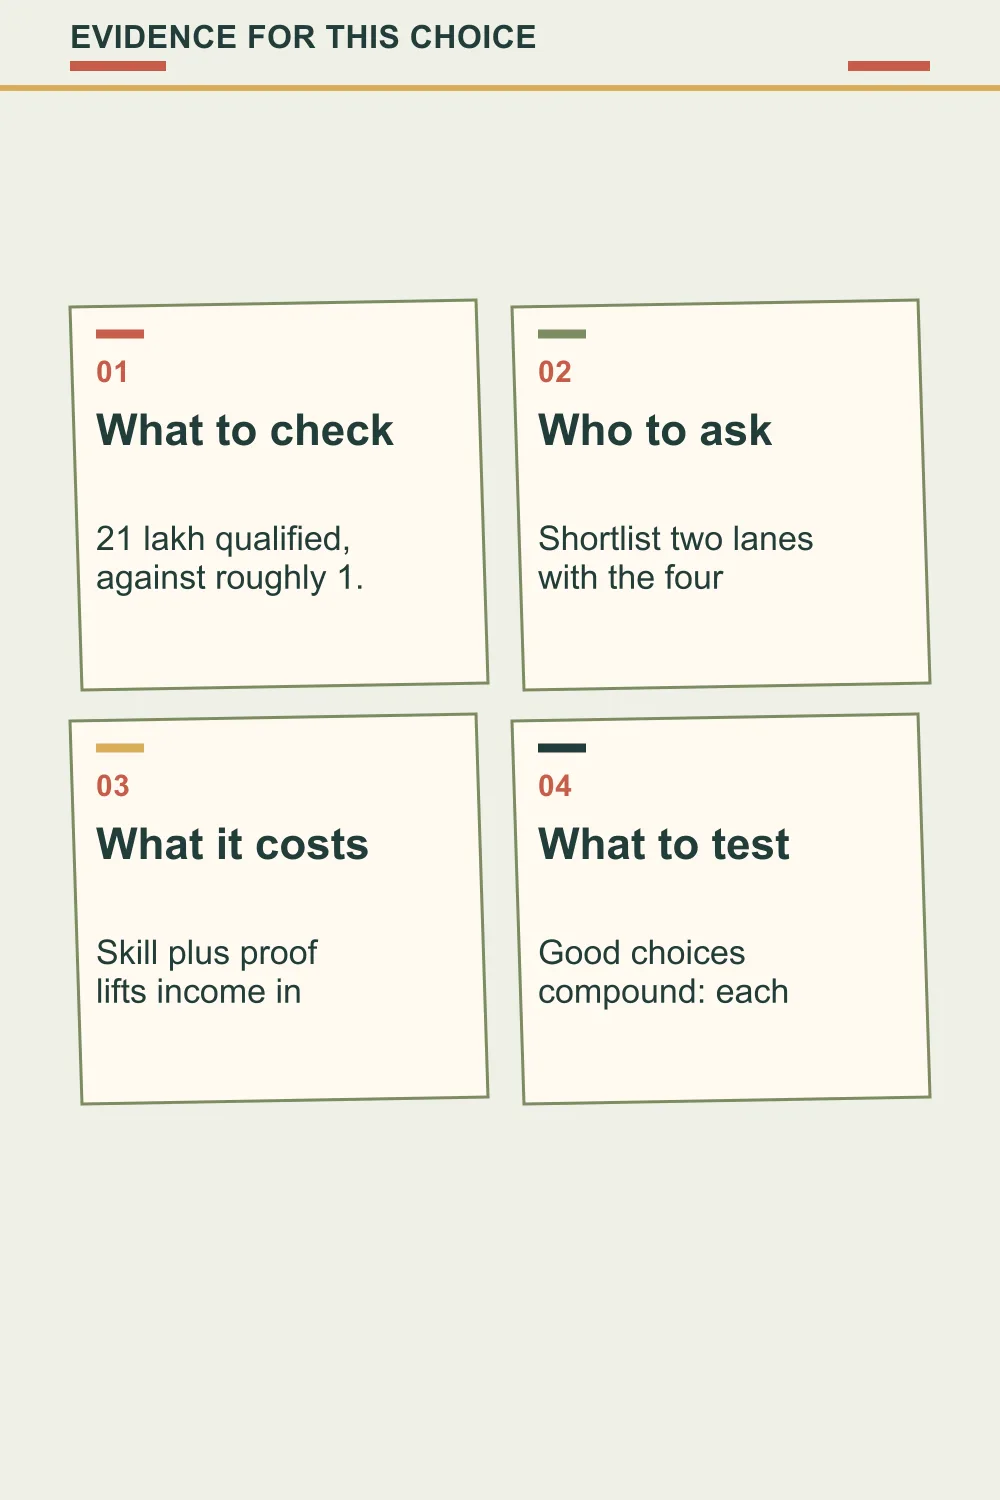 EVIDENCE FOR THIS CHOICE
01
What to check
21 lakh qualified,
against roughly 1.
02
Who to ask
Shortlist two lanes
with the four
03
What it costs
Skill plus proof
lifts income in
04
What to test
Good choices
compound: each